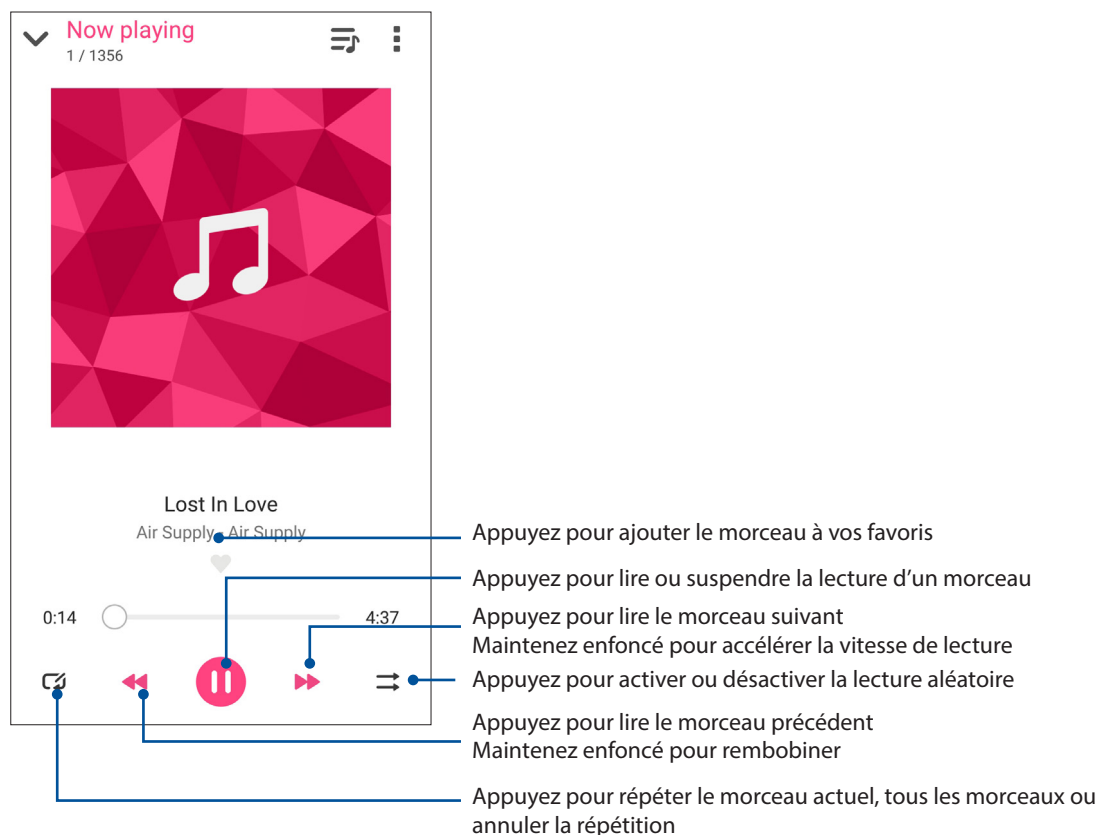 Now playing
1 / 1356
Lost In Love
Air Supply - Air Supply
0:14
4:37
Appuyez pour ajouter le morceau à vos favoris
Appuyez pour lire ou suspendre la lecture d’un morceau
Appuyez pour lire le morceau suivant
Maintenez enfoncé pour accélérer la vitesse de lecture
Appuyez pour activer ou désactiver la lecture aléatoire
Appuyez pour lire le morceau précédent
Maintenez enfoncé pour rembobiner
Appuyez pour répéter le morceau actuel, tous les morceaux ou
annuler la répétition